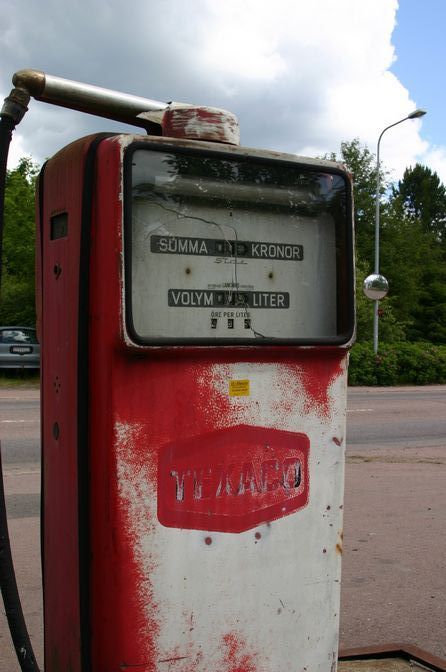 SUMMA KRONOR
VOLYM LITER
ÖRE PER LITER
TEXACO